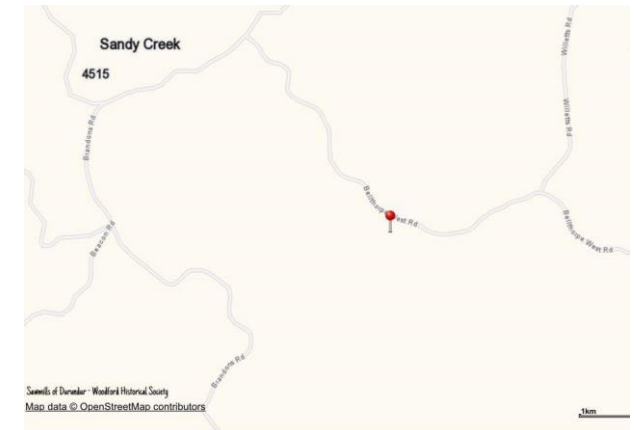 Sandy Creek
4515
Willetts Rd
Willetts Rd
Brandons Rd
Bellthorpe West Rd
Bellthorpe West Rd
Beacon Rd
Brandons Rd
Sawmills of Durundur - Woodford Historical Society
Map data © OpenStreetMap contributors
1km